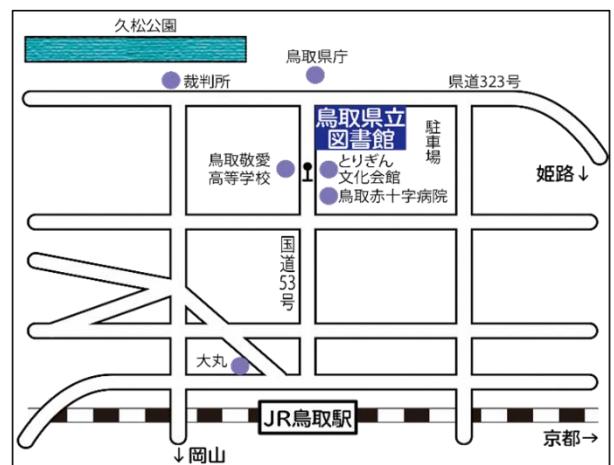 久松公園
鳥取県庁
裁判所
県道323号
鳥取県立
図書館
駐車場
鳥取敬愛
高等学校
とりぎん
文化会館
姫路↓
鳥取赤十字病院
国道53号
大丸
JR鳥取駅
京都→
↓岡山